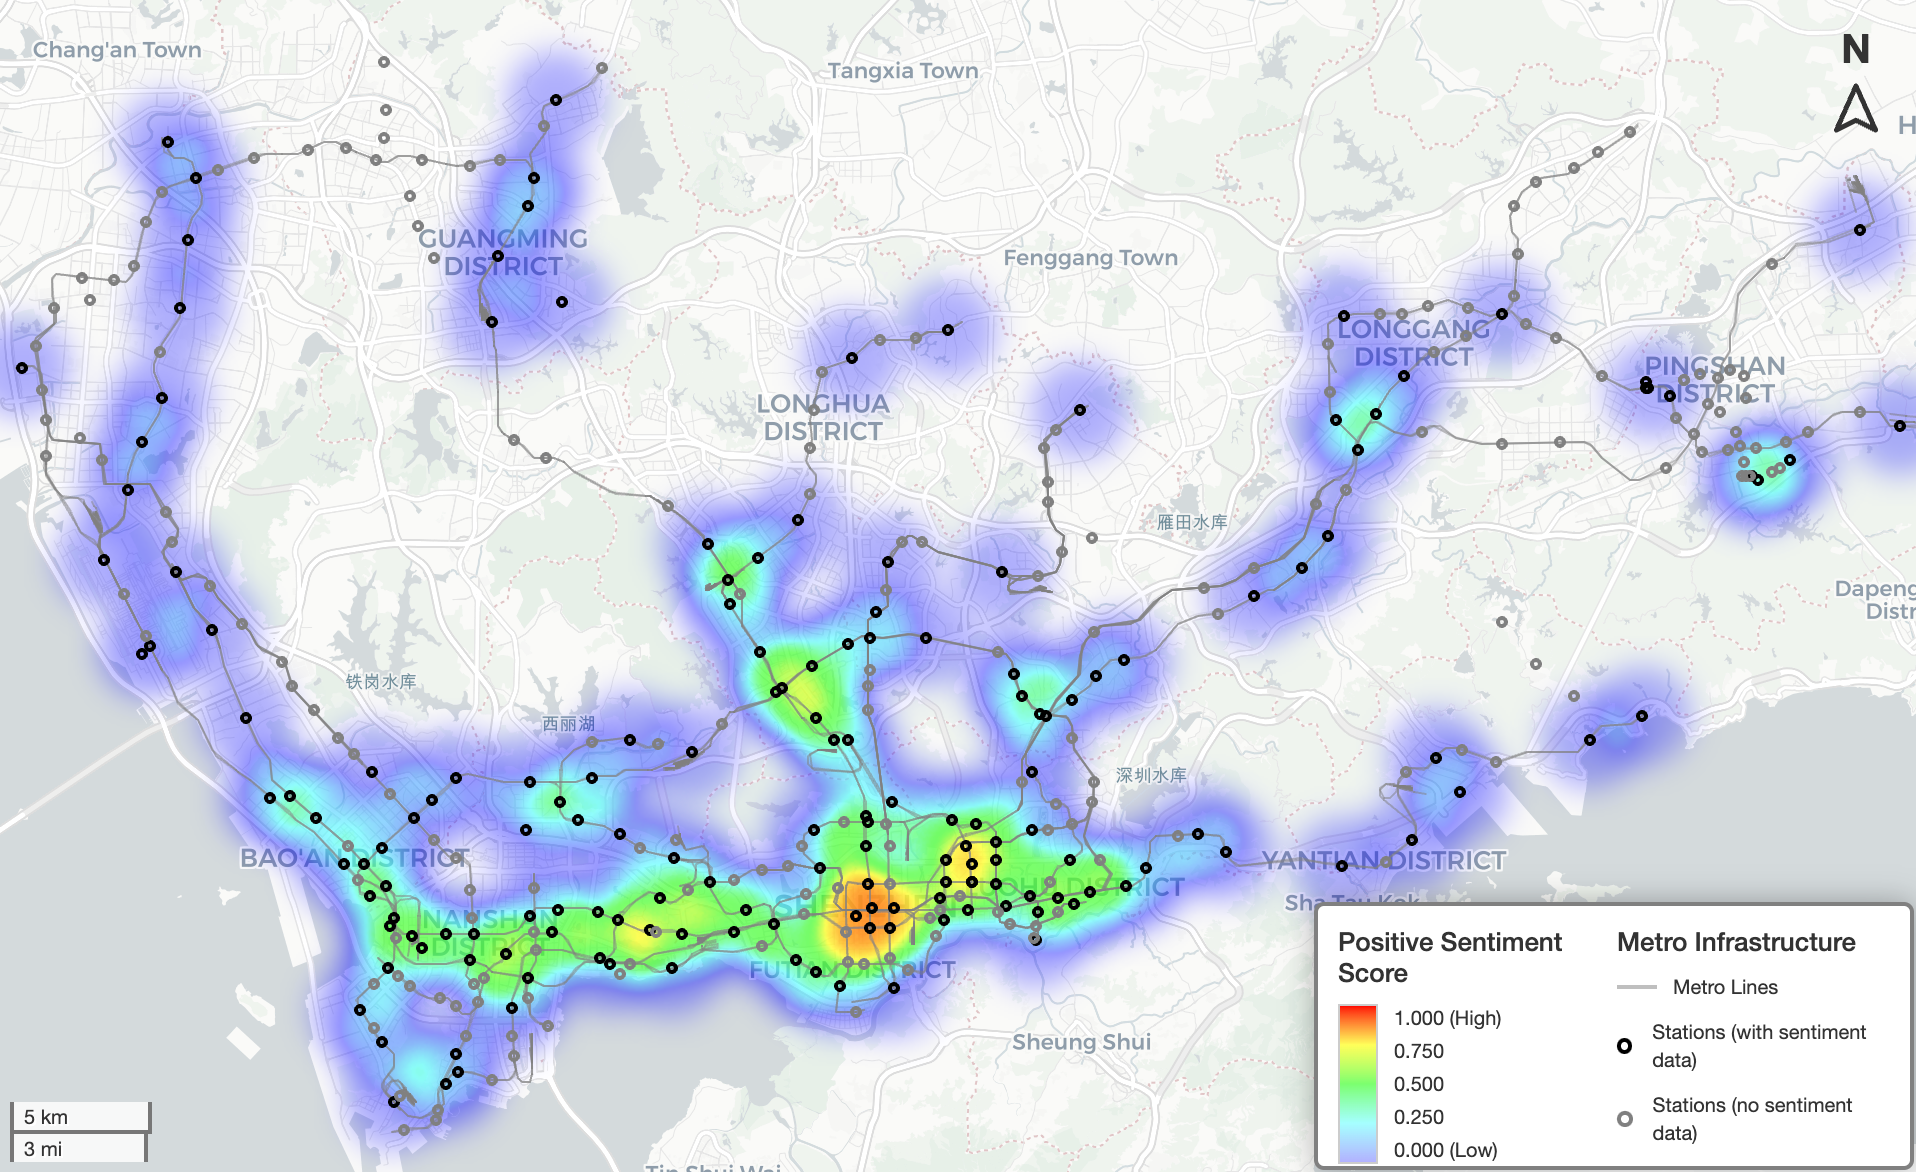 Chang'an Town
Tangxia Town
N
H
GUANGMING
DISTRICT
Fenggang Town
LONGGANG
DISTRICT
PINGSHAN
DISTRICT
LONGHUA
DISTRICT
雁田水库
Dapeng
Distr
铁岗水库
西丽湖
深圳水库
BAO'AN DISTRICT
YANTIAN DISTRICT
DISTRICT
Sha Tau Kok
NANSHAN
DISTRICT
FUTIAN DISTRICT
Sheung Shui
Tin Shui Wai
5 km
3 mi
Positive Sentiment
Score
1.000 (High)
0.750
0.500
0.250
0.000 (Low)
Metro Infrastructure
Metro Lines
Stations (with sentiment
data)
Stations (no sentiment
data)